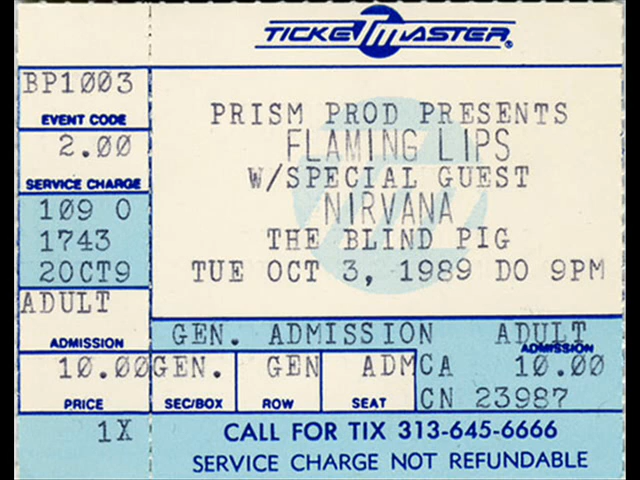 TICKETMASTER®
BP1003
EVENT CODE
2.00
SERVICE CHARGE
109 0
1743
2OCT9
ADULT
ADMISSION
10.00
PRICE
1X
PRISM PROD PRESENTS
FLAMING LIPS
W/SPECIAL GUEST
NIRVANA
THE BLIND PIG
TUE OCT 3, 1989 DO 9PM
GEN. ADMISSION ADULT
ADMISSION
GEN. GEN ADM CA 10.00
SEC/BOX ROW SEAT CN 23987
CALL FOR TIX 313-645-6666
SERVICE CHARGE NOT REFUNDABLE